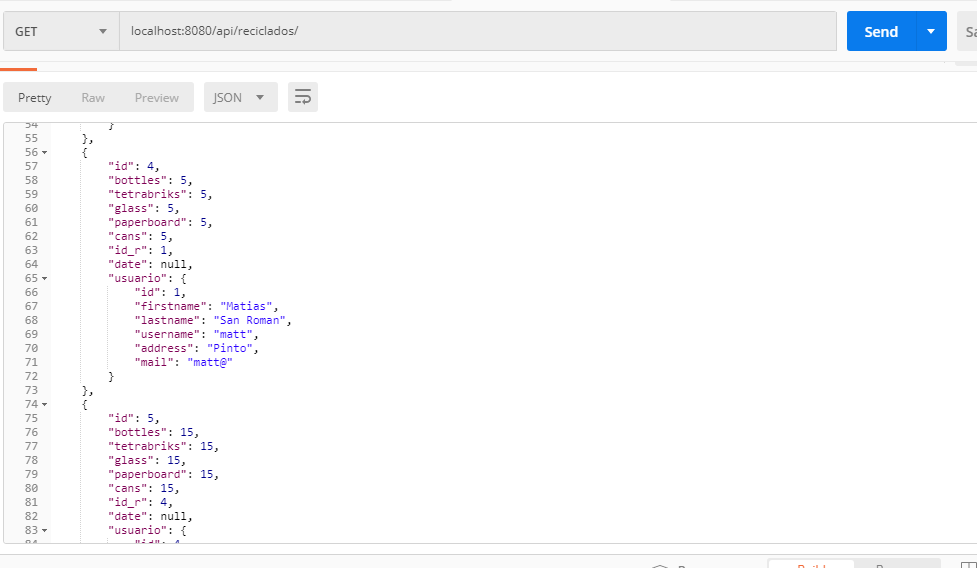 GET localhost:8080/api/reciclados/ Send
Pretty Raw Preview JSON
54 }
55 },
56 {
57 "id": 4,
58 "bottles": 5,
59 "tetrabriks": 5,
60 "glass": 5,
61 "paperboard": 5,
62 "cans": 5,
63 "id_r": 1,
64 "date": null,
65 "usuario": {
66 "id": 1,
67 "firstname": "Matias",
68 "lastname": "San Roman",
69 "username": "matt",
70 "address": "Pinto",
71 "mail": "matt@"
72 }
73 },
74 {
75 "id": 5,
76 "bottles": 15,
77 "tetrabriks": 15,
78 "glass": 15,
79 "paperboard": 15,
80 "cans": 15,
81 "id_r": 4,
82 "date": null,
83 "usuario": {
84 "id": 4